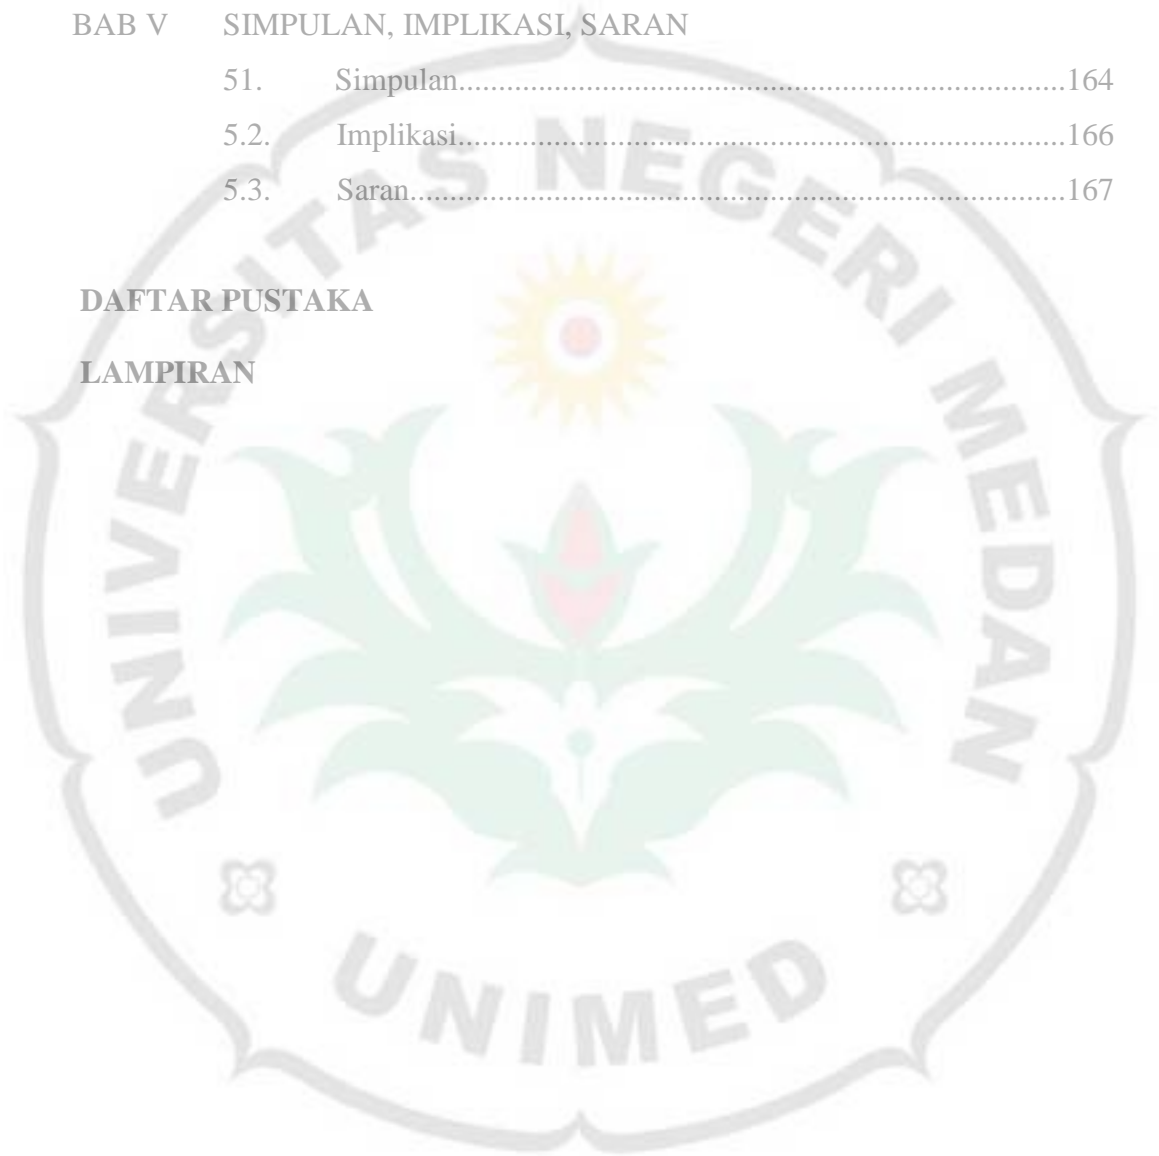 BAB V SIMPULAN, IMPLIKASI, SARAN
51. Simpulan................................................................164
5.2. Implikasi................................................................166
5.3. Saran.....................................................................167
DAFTAR PUSTAKA
LAMPIRAN
UNIVERSITAS NEGERI MEDAN
UNIMED